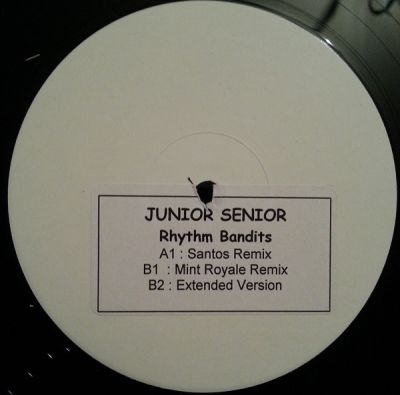 JUNIOR SENIOR
Rhythm Bandits
A1 : Santos Remix
B1 : Mint Royale Remix
B2 : Extended Version